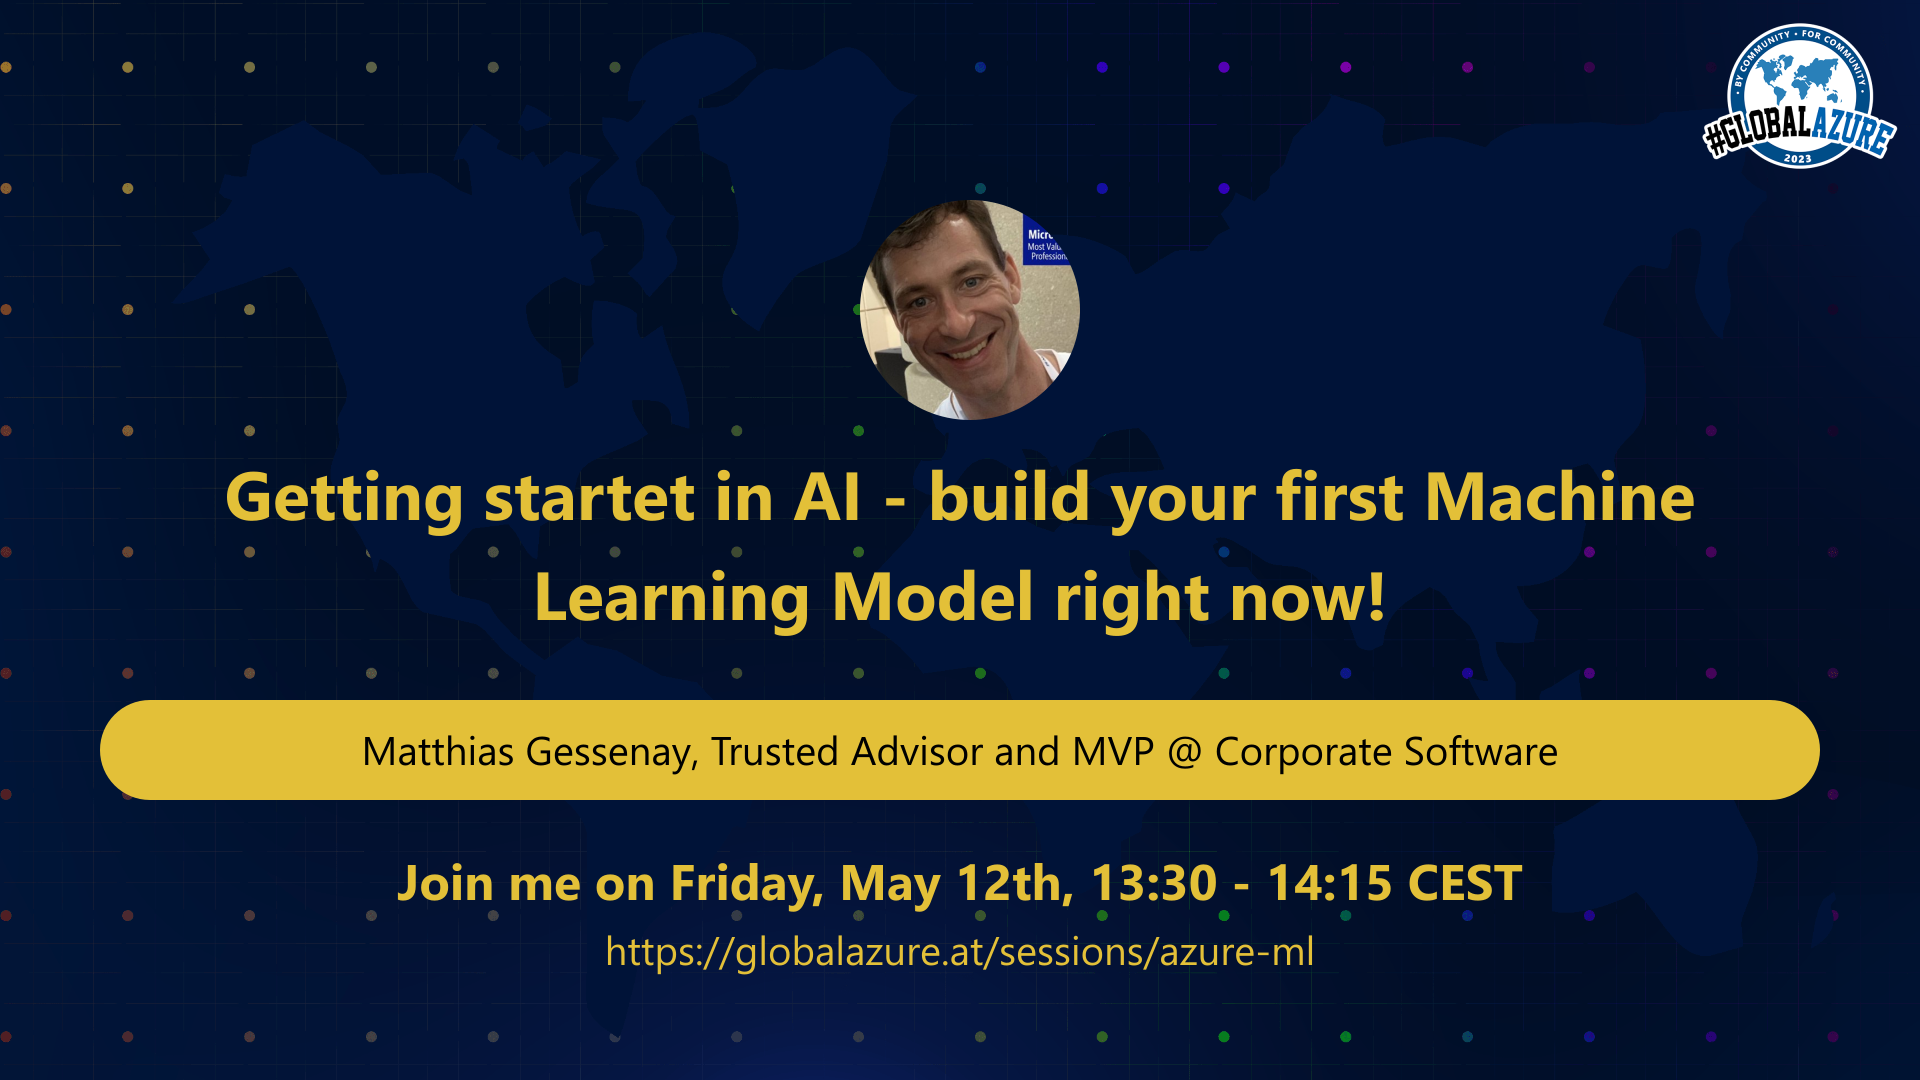 • BY COMMUNITY • FOR COMMUNITY •
#GLOBALAZURE
2023
Most
Getting startet in AI - build your first Machine
Learning Model right now!
Matthias Gessenay, Trusted Advisor and MVP @ Corporate Software
Join me on Friday, May 12th, 13:30 - 14:15 CEST
https://globalazure.at/sessions/azure-ml